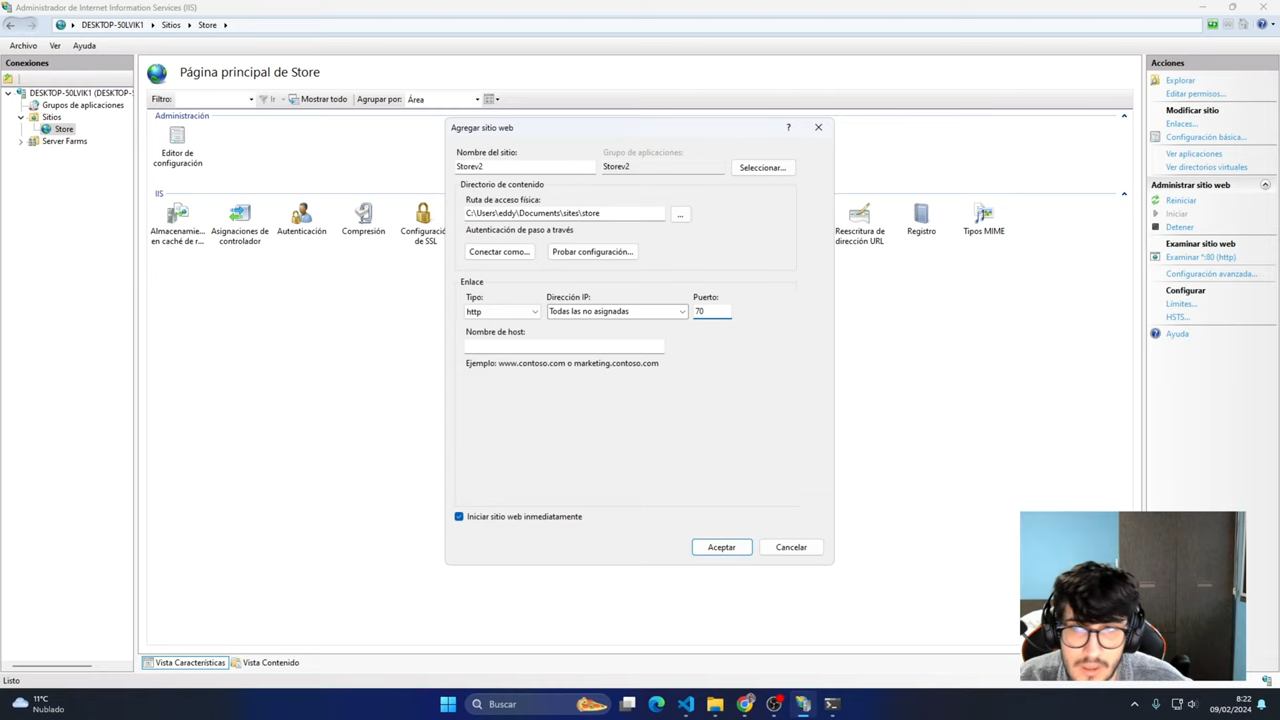 Administrador de Internet Information Services (IIS)
DESKTOP-50LVIK1 ▸ Sitios ▸ Store ▸
Archivo Ver Ayuda
Conexiones
DESKTOP-50LVIK1 (DESKTOP-5
Grupos de aplicaciones
Sitios
Store
Server Farms
Página principal de Store
Filtro: Ir Mostrar todo Agrupar por: Área
Administración
Editor de
configuración
IIS
Almacenamien...
en caché de r...
Asignaciones de
controlador
Autenticación
Compresión
Configuració
de SSL
Reescritura de
dirección URL
Registro
Tipos MIME
Agregar sitio web
?
Nombre del sitio: Grupo de aplicaciones:
Storev2 Storev2 Seleccionar...
Directorio de contenido
Ruta de acceso física:
C:\Users\eddy\Documents\sites\store ...
Autenticación de paso a través
Conectar como... Probar configuración...
Enlace
Tipo: Dirección IP: Puerto:
http Todas las no asignadas 70
Nombre de host:
Ejemplo: www.contoso.com o marketing.contoso.com
Iniciar sitio web inmediatamente
Aceptar Cancelar
Acciones
Explorar
Editar permisos...
Modificar sitio
Enlaces...
Configuración básica...
Ver aplicaciones
Ver directorios virtuales
Administrar sitio web
Reiniciar
Iniciar
Detener
Examinar sitio web
Examinar *:80 (http)
Configuración avanzada...
Configurar
Límites...
HSTS...
Ayuda
Vista Características Vista Contenido
Listo
11°C
Nublado
Buscar
8:22
09/02/2024